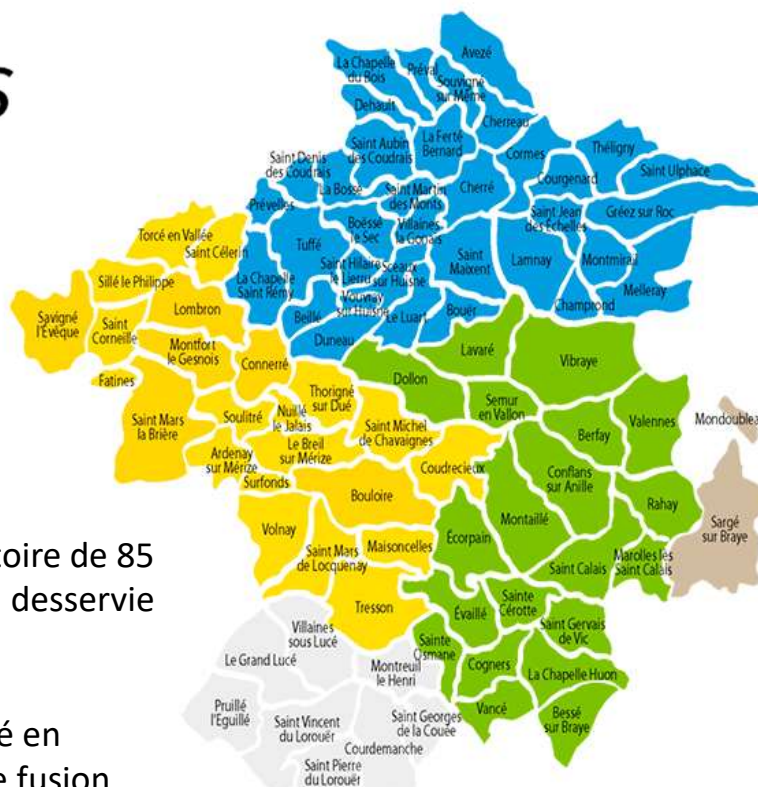 s
Avezé
La Chapelle
du Bois
Préval
Souvigné
sur Même
Dehault
Cherreau
La Ferté
Bernard
Saint Aubin
des Coudrais
Cormes
Théligny
Saint Denis
des Coudrais
Courgenard
Saint Ulphace
La Bosse
Saint Martin
des Monts
Cherré
Prévelles
Saint Jean
des Échelles
Gréez sur Roc
Boëssé
le Sec
Villaines
la Gonais
Torcé en Vallée
Tuffé
Saint Célerin
Saint
Maixent
Lamnay
Montmirail
Saint Hilaire
le Lierru
Sceaux
sur Huisne
Sillé le Philippe
La Chapelle
Saint Rémy
Melleray
Vouvray
sur Huisne
Champrond
Lombron
Beillé
Le Luart
Bouër
Savigné
l'Évêque
Saint
Corneille
Duneau
Montfort
le Gesnois
Lavaré
Vibraye
Connerré
Fatines
Dollon
Thorigné
sur Dué
Semur
en Vallon
Saint Mars
la Brière
Soulitré
Nuillé
le Jalais
Saint Michel
de Chavaignes
Berfay
Valennes
Mondoubleau
Le Breil
sur Mérize
Ardenay
sur Mérize
Coudrecieux
Conflans
sur Anille
Surfonds
Bouloire
Rahay
Montaillé
Sargé
sur Braye
Volnay
Écorpain
Maisoncelles
Saint Mars
de Locquenay
Marolles les
Saint Calais
Saint Calais
toire de 85
desservie
Tresson
Évaillé
Sainte
Cérotte
Saint Gervais
de Vic
Villaines
sous Lucé
Sainte
Osmane
Le Grand Lucé
Montreuil
le Henri
Cogners
La Chapelle Huon
Pruillé
l'Eguillé
Vancé
Bessé
sur Braye
Saint Vincent
du Lorouër
Saint Georges
de la Couée
Courdemanche
Saint Pierre
du Lorouër
é en
e fusion